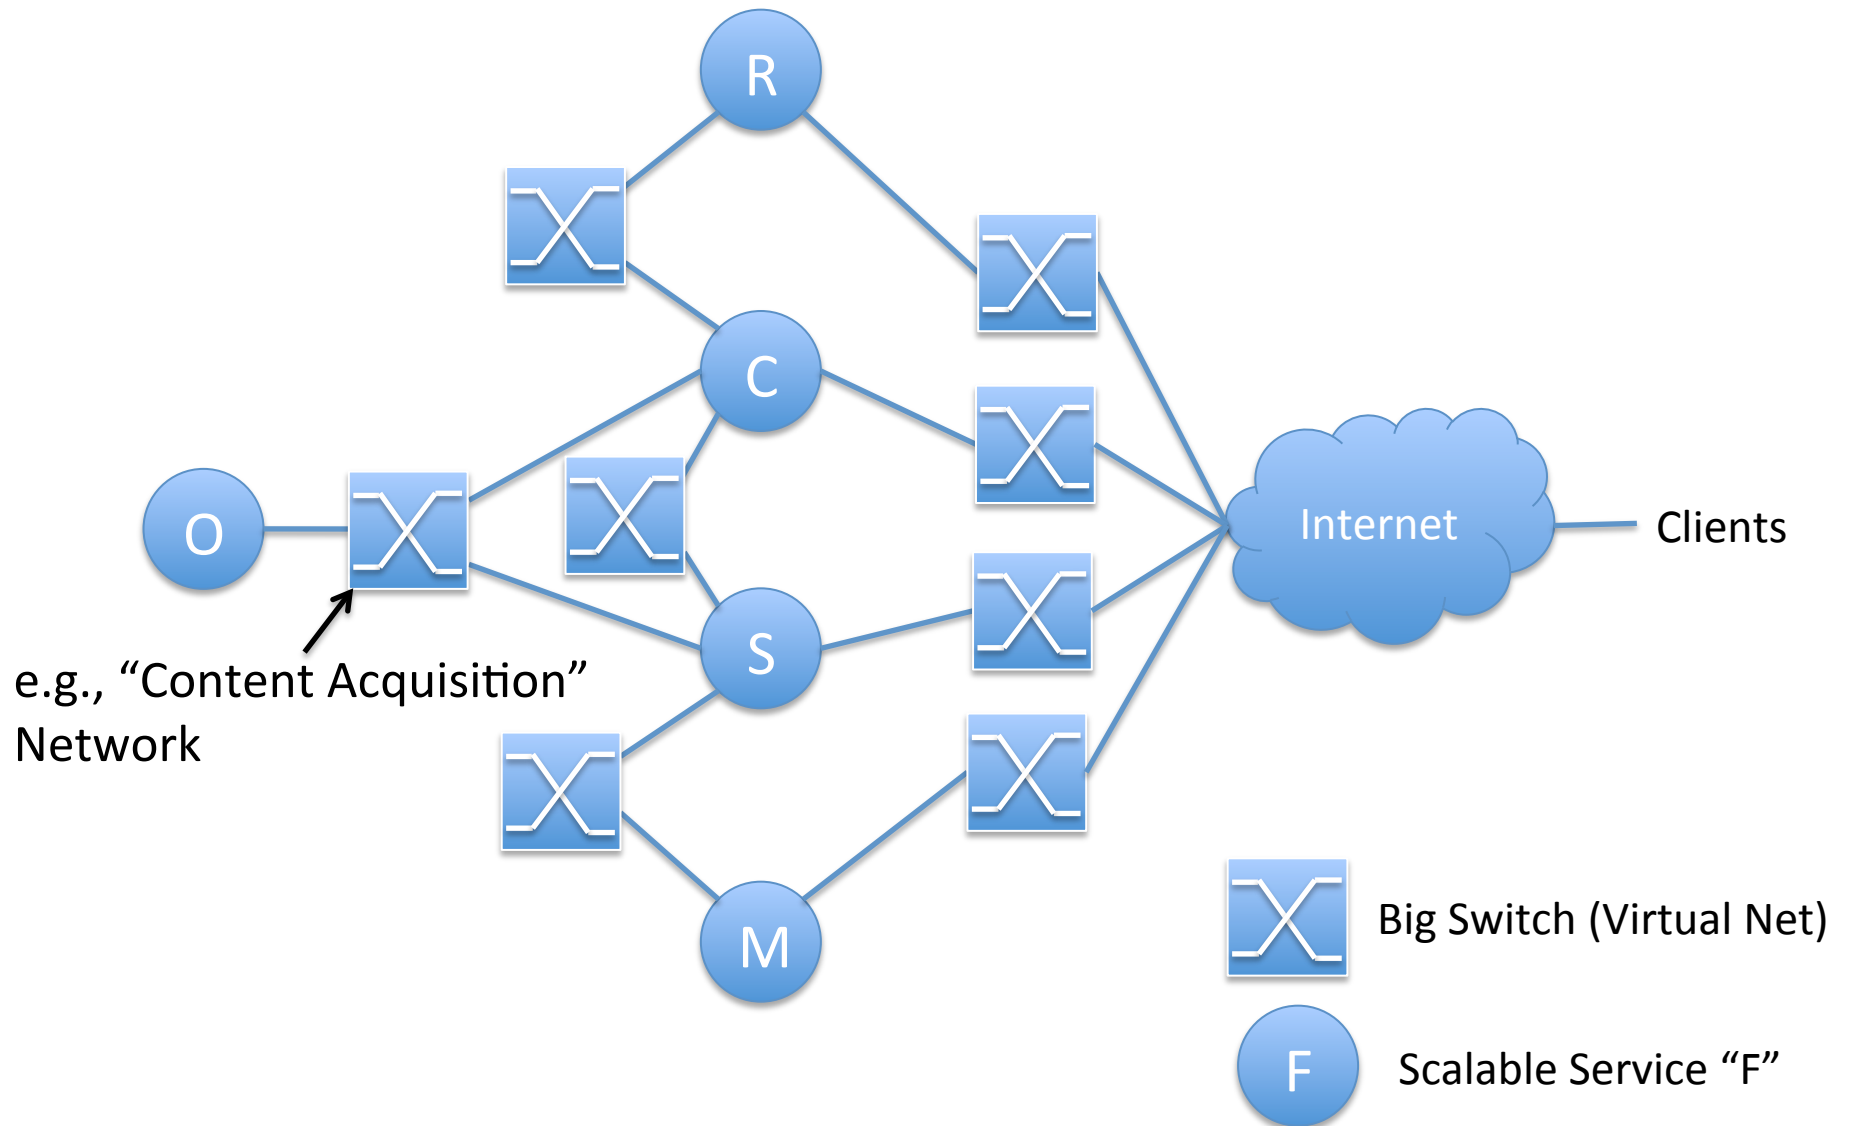 R
C
O
Internet
Clients
S
e.g., “Content Acquisition”
Network
M
Big Switch (Virtual Net)
F
Scalable Service “F”